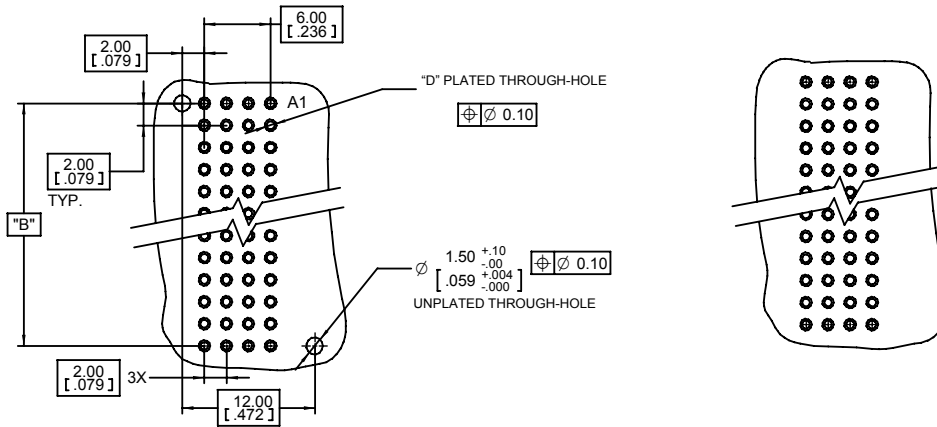 6.00
[ .236 ]
2.00
[ .079 ]
"D" PLATED THROUGH-HOLE
A1
⌖ ∅ 0.10
2.00
[ .079 ]
TYP.
"B"
∅ 1.50 +.10 -.00
[ .059 +.004 -.000 ]
⌖ ∅ 0.10
UNPLATED THROUGH-HOLE
2.00
[ .079 ]
3X
12.00
[ .472 ]